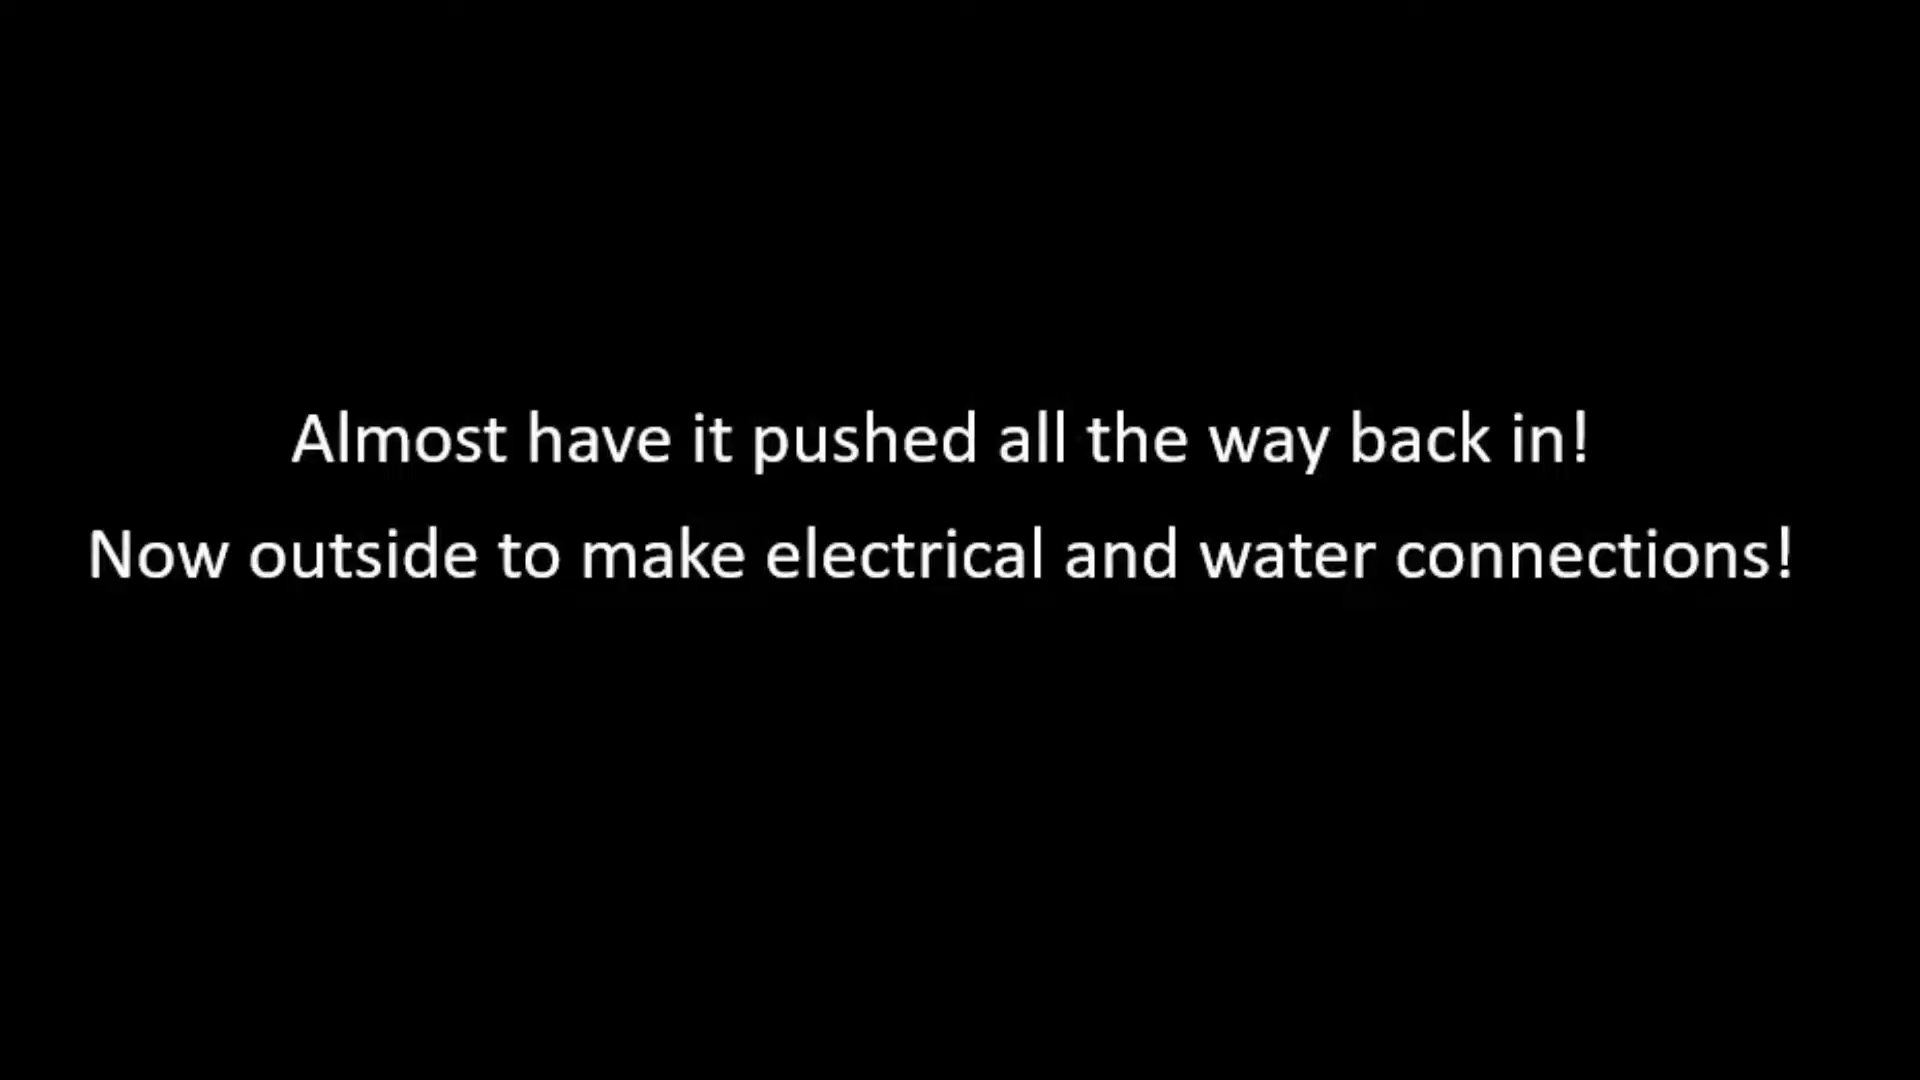 Almost have it pushed all the way back in!
Now outside to make electrical and water connections!